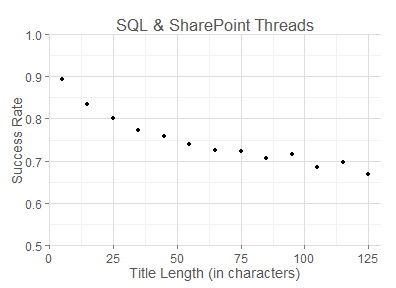 SQL & SharePoint Threads
1.0
0.9
0.8
0.7
0.6
0.5
Success Rate
0 25 50 75 100 125
Title Length (in characters)